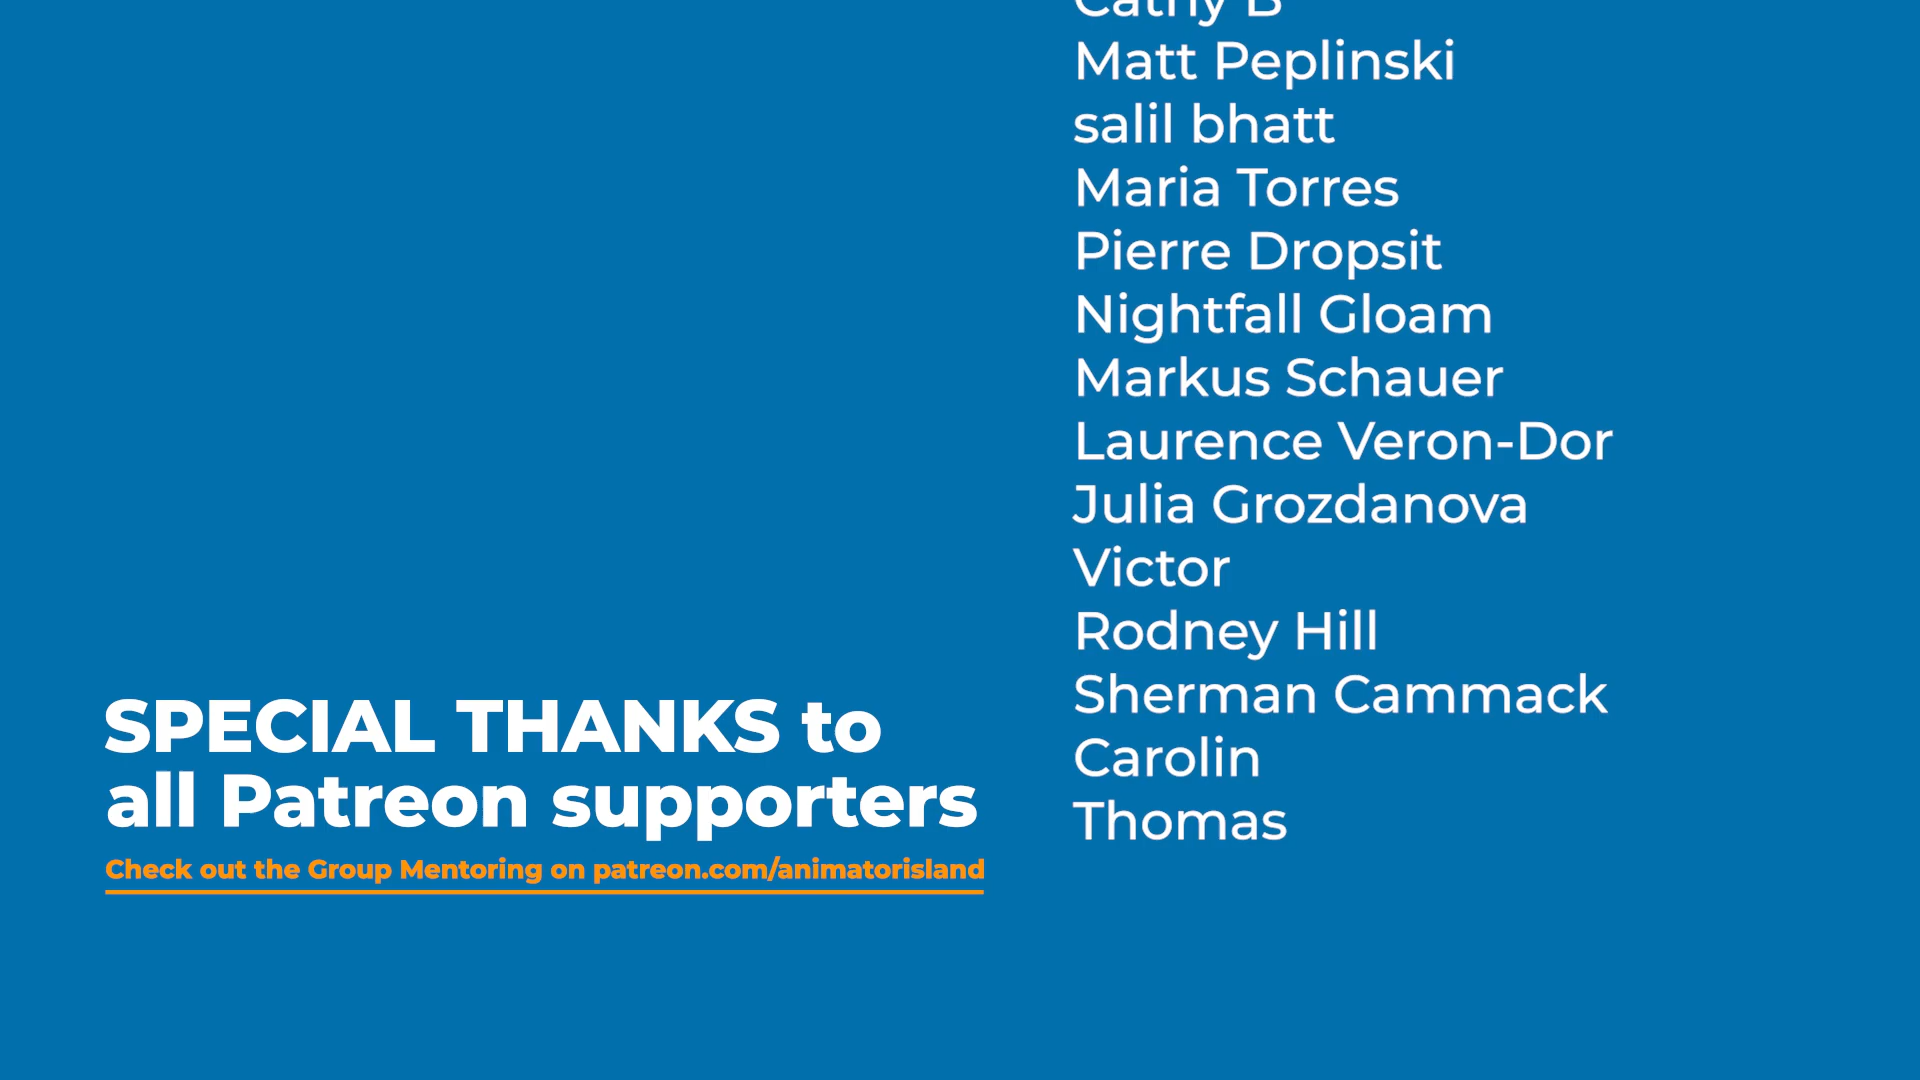 Cathy B
Matt Peplinski
salil bhatt
Maria Torres
Pierre Dropsit
Nightfall Gloam
Markus Schauer
Laurence Veron-Dor
Julia Grozdanova
Victor
Rodney Hill
Sherman Cammack
Carolin
Thomas
SPECIAL THANKS to
all Patreon supporters
Check out the Group Mentoring on patreon.com/animatorisland